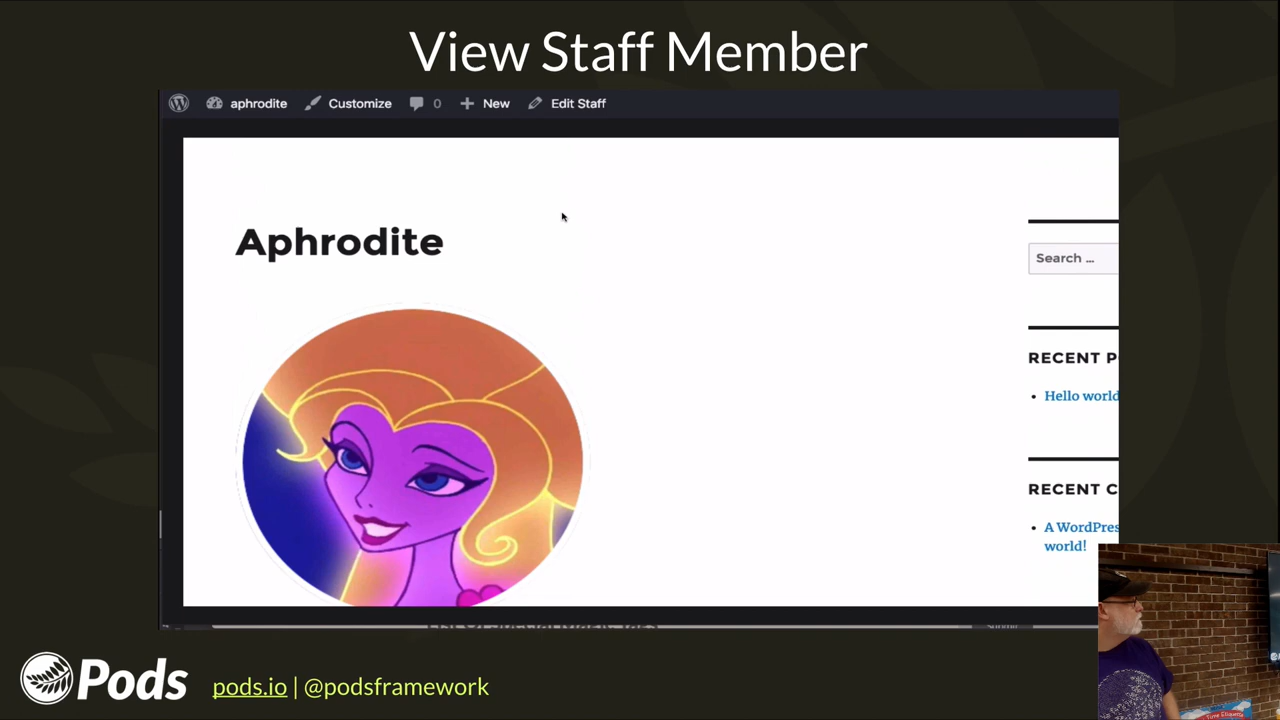 View Staff Member
aphrodite Customize 0 New Edit Staff
Aphrodite
Search ...
RECENT P
Hello world
RECENT C
A WordPres
world!
Pods pods.io | @podsframework